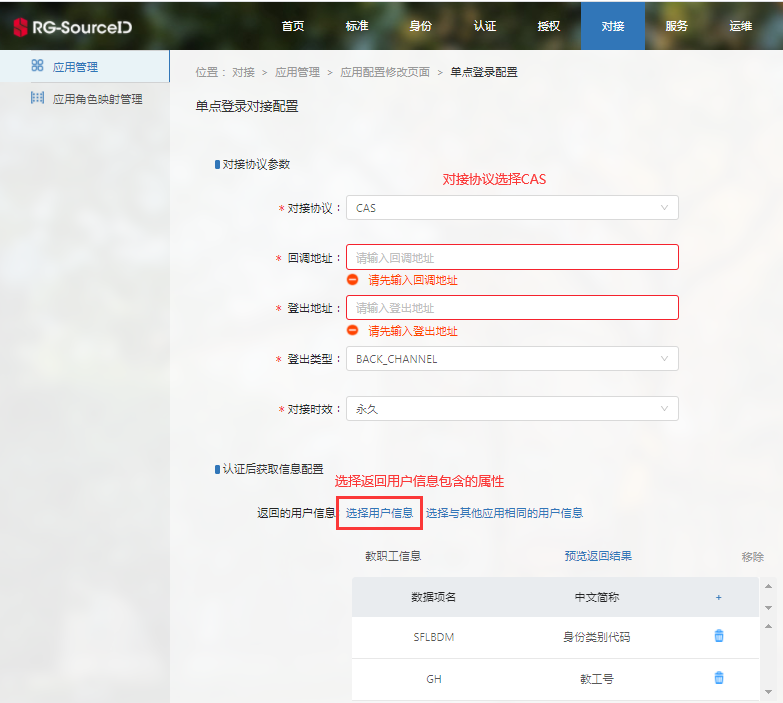 RG-SourceID 首页 标准 身份 认证 授权 对接 服务 运维
应用管理
应用角色映射管理
位置： 对接 > 应用管理 > 应用配置修改页面 > 单点登录配置
单点登录对接配置
对接协议参数
对接协议选择CAS
* 对接协议： CAS
* 回调地址： 请输入回调地址
请先输入回调地址
* 登出地址： 请输入登出地址
请先输入登出地址
* 登出类型： BACK_CHANNEL
* 对接时效： 永久
认证后获取信息配置
选择返回用户信息包含的属性
返回的用户信息 选择用户信息 选择与其他应用相同的用户信息
教职工信息 预览返回结果 移除
数据项名 中文简称 +
SFLBDM 身份类别代码
GH 教工号